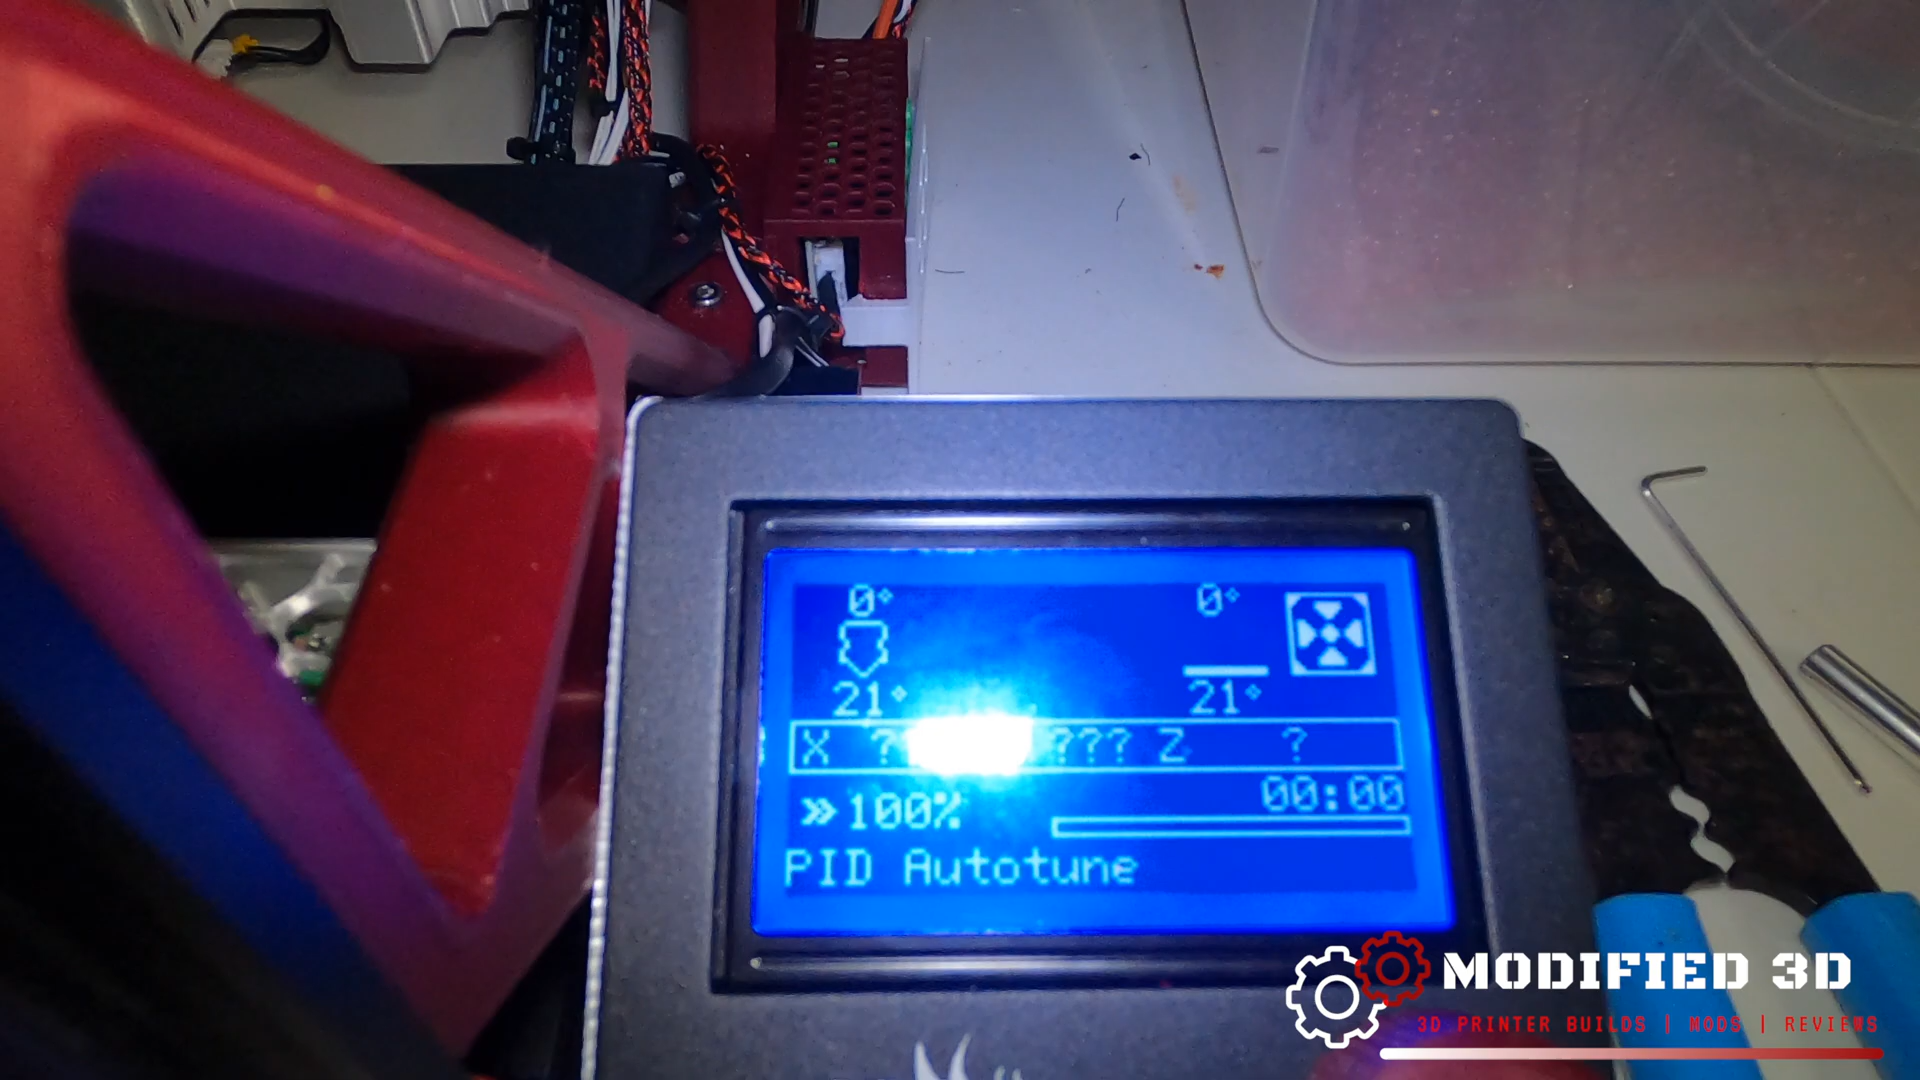 0° 0°
21° 21°
X ? ??? Z ?
»100% 00:00
PID Autotune
MODIFIED 3D
3D PRINTER BUILDS | MODS | REVIEWS